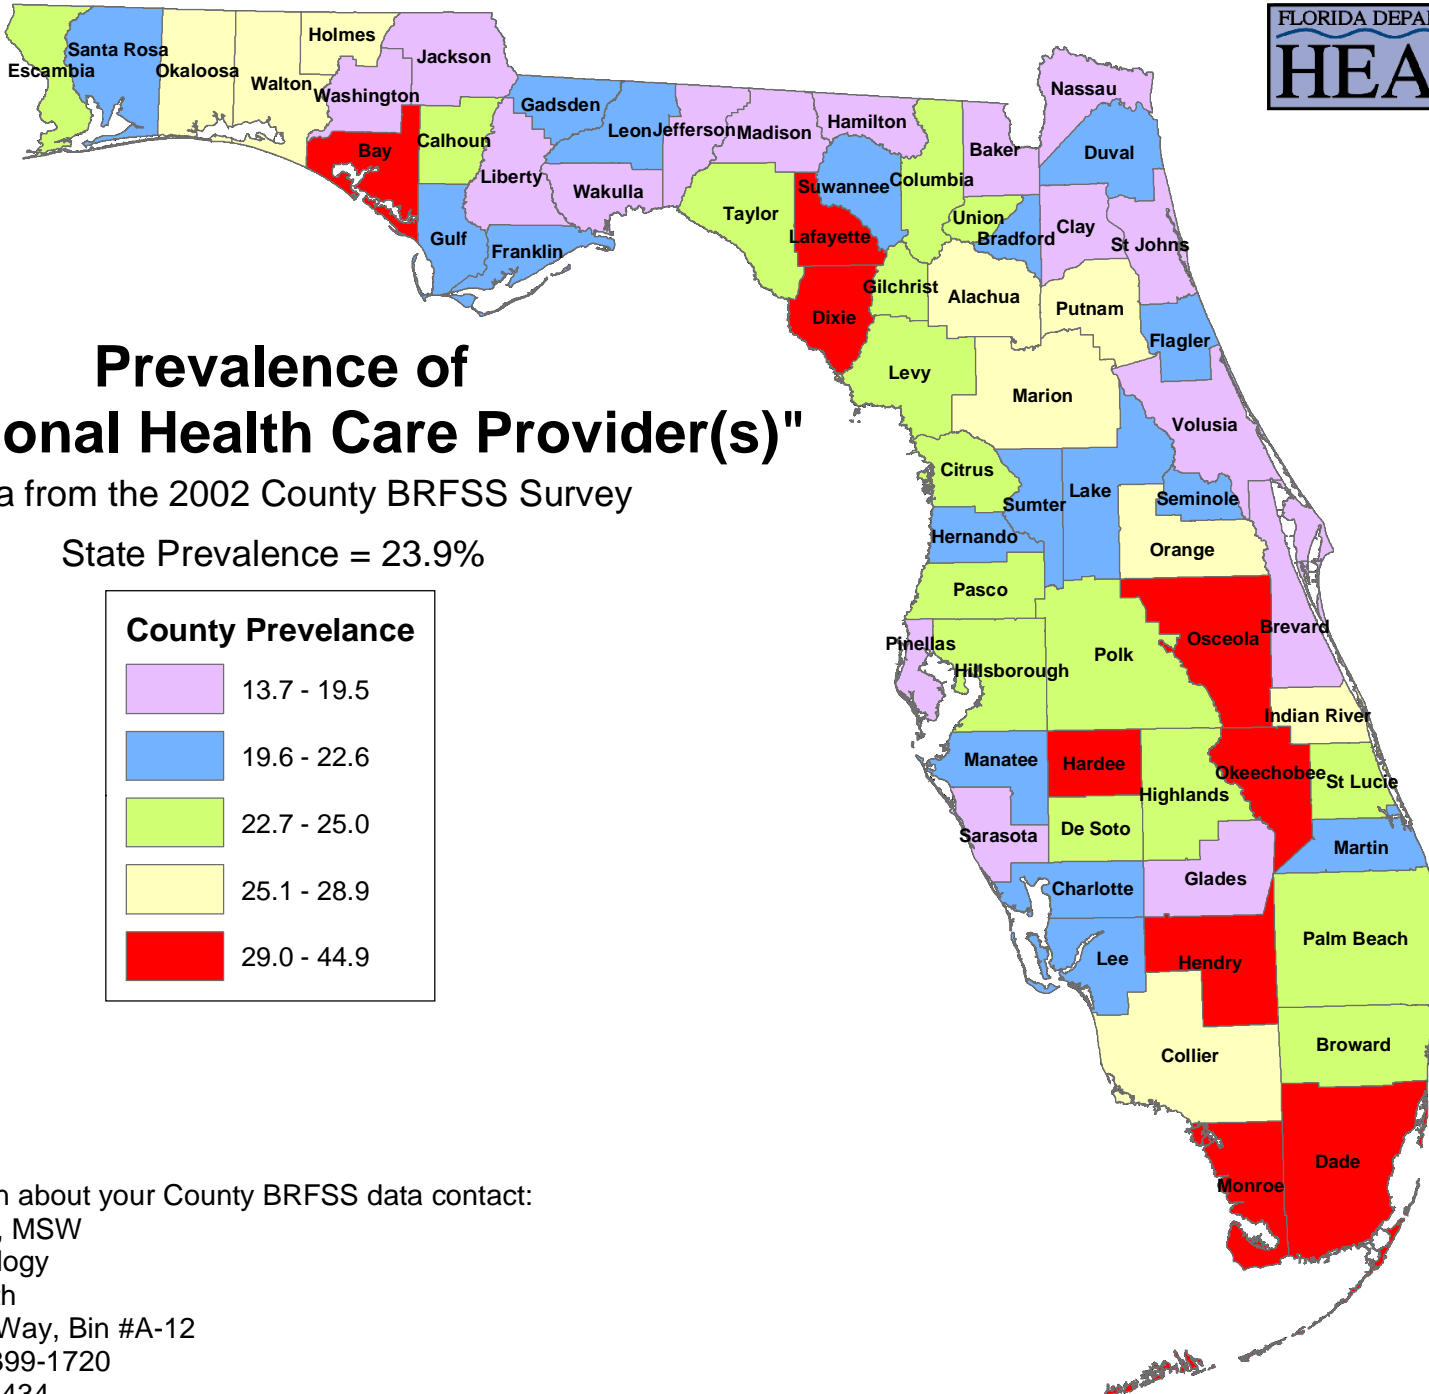 FLORIDA DEPA
HEA
Prevalence of
onal Health Care Provider(s)"
a from the 2002 County BRFSS Survey
State Prevalence = 23.9%
County Prevelance
13.7 - 19.5
19.6 - 22.6
22.7 - 25.0
25.1 - 28.9
29.0 - 44.9
Escambia
Santa Rosa
Okaloosa
Walton
Holmes
Washington
Jackson
Bay
Calhoun
Gulf
Gadsden
Liberty
Franklin
Leon
Wakulla
Jefferson
Madison
Taylor
Hamilton
Suwannee
Lafayette
Dixie
Columbia
Gilchrist
Levy
Baker
Union
Bradford
Alachua
Nassau
Duval
Clay
St Johns
Putnam
Flagler
Marion
Volusia
Citrus
Sumter
Lake
Seminole
Hernando
Orange
Pasco
Pinellas
Hillsborough
Polk
Osceola
Brevard
Indian River
Manatee
Hardee
Highlands
Okeechobee
St Lucie
Sarasota
De Soto
Martin
Charlotte
Glades
Lee
Hendry
Palm Beach
Collier
Broward
Monroe
Dade
n about your County BRFSS data contact:
, MSW
logy
th
Way, Bin #A-12
399-1720
434